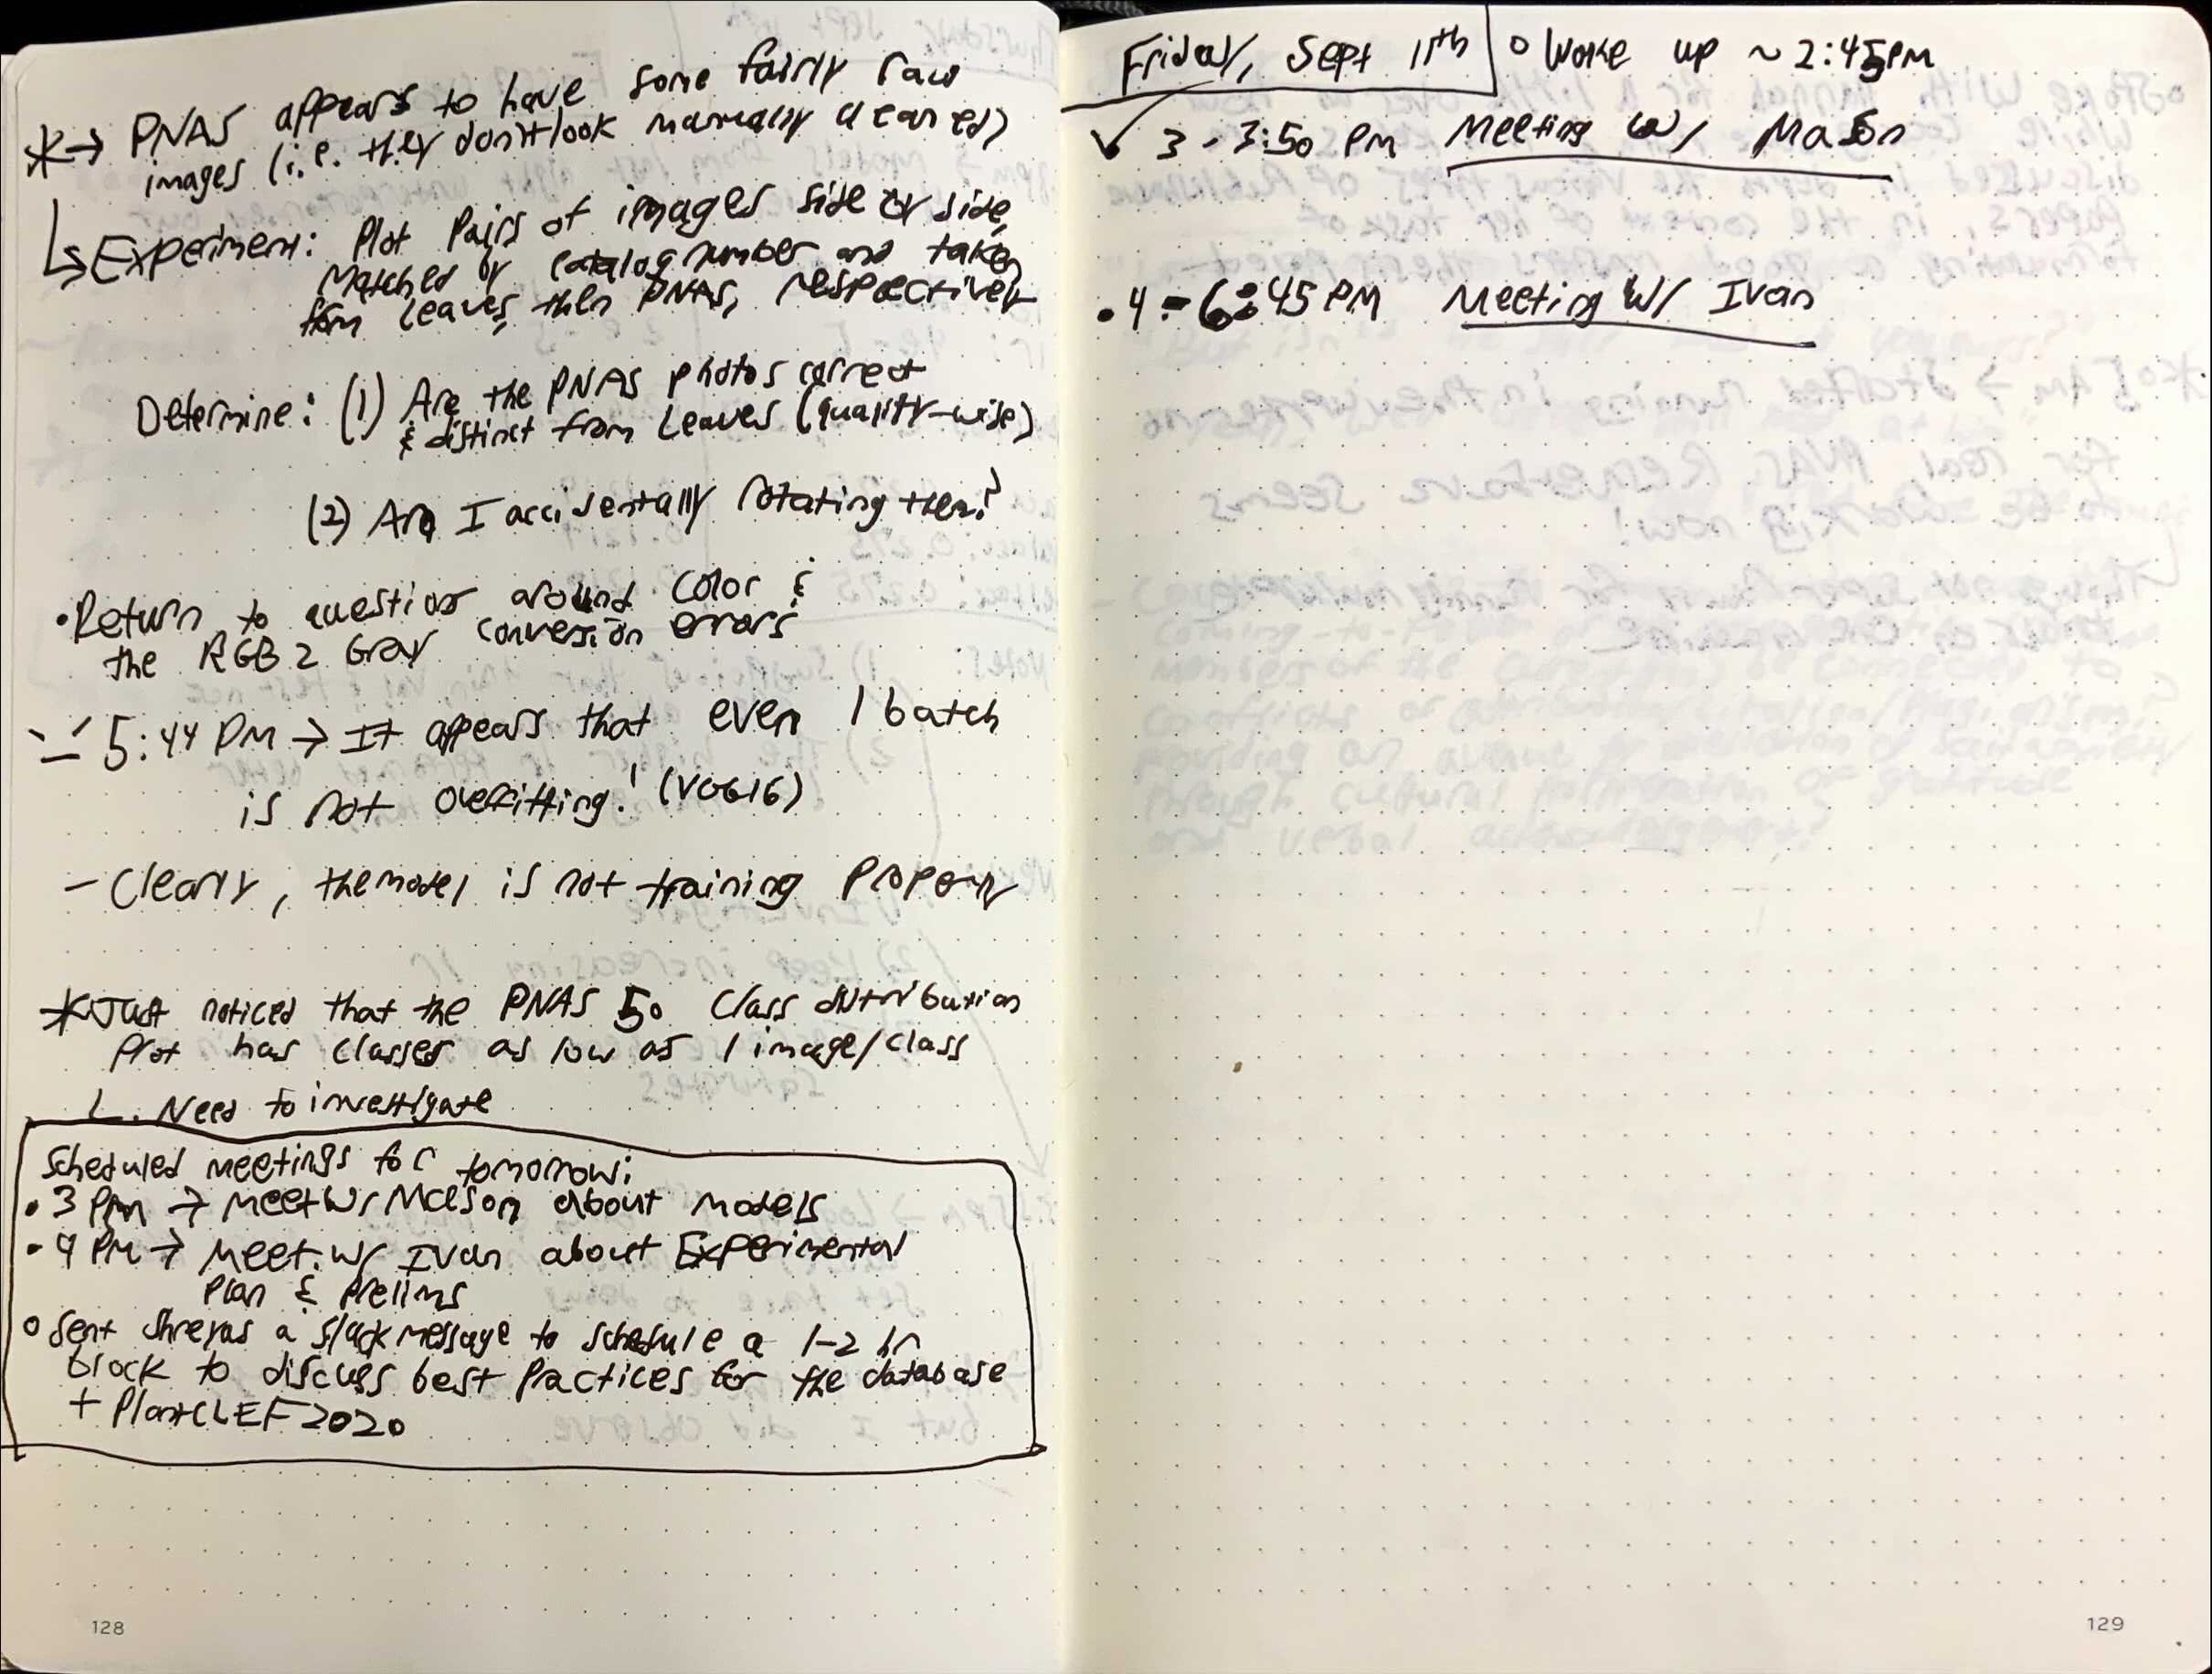 *→ PNAS appears to have some fairly raw
images (i.e. they don't look manually cleaned)
↳ Experiment: Plot Pairs of images side by side,
Matched by catalog number and taken
from Leaves, then PNAS, respectively
Determine: (1) Are the PNAS photos correct
& distinct from Leaves (quality-wise)
(2) Am I accidentally rotating them?
• Return to question around Color &
the RGB 2 Gray conversion errors
5:44 PM → It appears that even 1 batch
is not overfitting! (VGG16)
- Clearly, the model is not training properly
* Just noticed that the PNAS 50 Class distribution
Plot has classes as low as 1 image/class
Need to investigate
Scheduled meetings for tomorrow:
• 3 PM → Meet W/ Mason about models
• 4 PM → Meet W/ Ivan about Experimental
Plan & Prelims
o Sent Shreyas a slack message to schedule a 1-2 hr
block to discuss best Practices for the database
+ PlantCLEF 2020
128
Friday, Sept 11th o Woke up ~2:45PM
✓ 3 - 3:50 PM Meeting w/ Mason
• 4 - 6:45 PM Meeting W/ Ivan
129